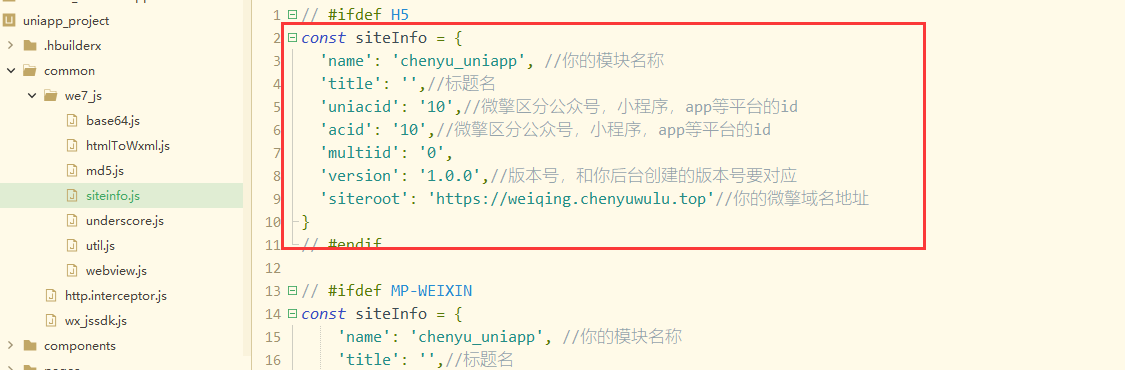 uniapp_project
.hbuilderx
common
we7_js
base64.js
htmlToWxml.js
md5.js
siteinfo.js
underscore.js
util.js
webview.js
http.interceptor.js
wx_jssdk.js
components
1 // #ifdef H5
2 const siteInfo = {
3 'name': 'chenyu_uniapp', //你的模块名称
4 'title': '',//标题名
5 'uniacid': '10',//微擎区分公众号，小程序，app等平台的id
6 'acid': '10',//微擎区分公众号，小程序，app等平台的id
7 'multiid': '0',
8 'version': '1.0.0',//版本号，和你后台创建的版本号要对应
9 'siteroot': 'https://weiqing.chenyuwulu.top'//你的微擎域名地址
10 }
11 // #endif
12
13 // #ifdef MP-WEIXIN
14 const siteInfo = {
15 'name': 'chenyu_uniapp', //你的模块名称
16 'title': '',//标题名